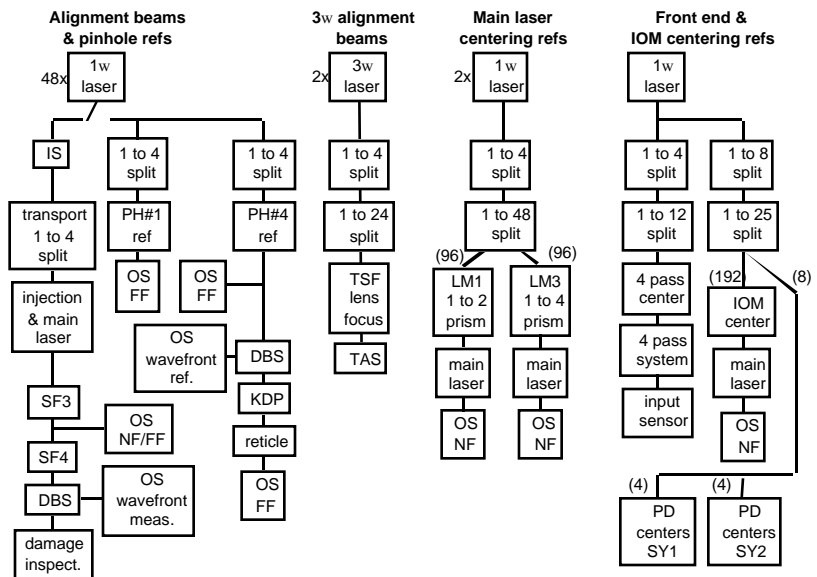 Alignment beams
& pinhole refs
48x
1w
laser
IS
transport
1 to 4
split
injection
& main
laser
SF3
OS
NF/FF
SF4
DBS
OS
wavefront
meas.
damage
inspect.
1 to 4
split
PH#1
ref
OS
FF
1 to 4
split
PH#4
ref
OS
FF
OS
wavefront
ref.
DBS
KDP
reticle
OS
FF
3w alignment
beams
2x
3w
laser
1 to 4
split
1 to 24
split
TSF
lens
focus
TAS
Main laser
centering refs
2x
1w
laser
1 to 4
split
1 to 48
split
(96)
(96)
LM1
1 to 2
prism
main
laser
OS
NF
LM3
1 to 4
prism
main
laser
OS
NF
Front end &
IOM centering refs
1w
laser
1 to 4
split
1 to 12
split
4 pass
center
4 pass
system
input
sensor
1 to 8
split
1 to 25
split
(192)
(8)
IOM
center
main
laser
OS
NF
(4)
(4)
PD
centers
SY1
PD
centers
SY2